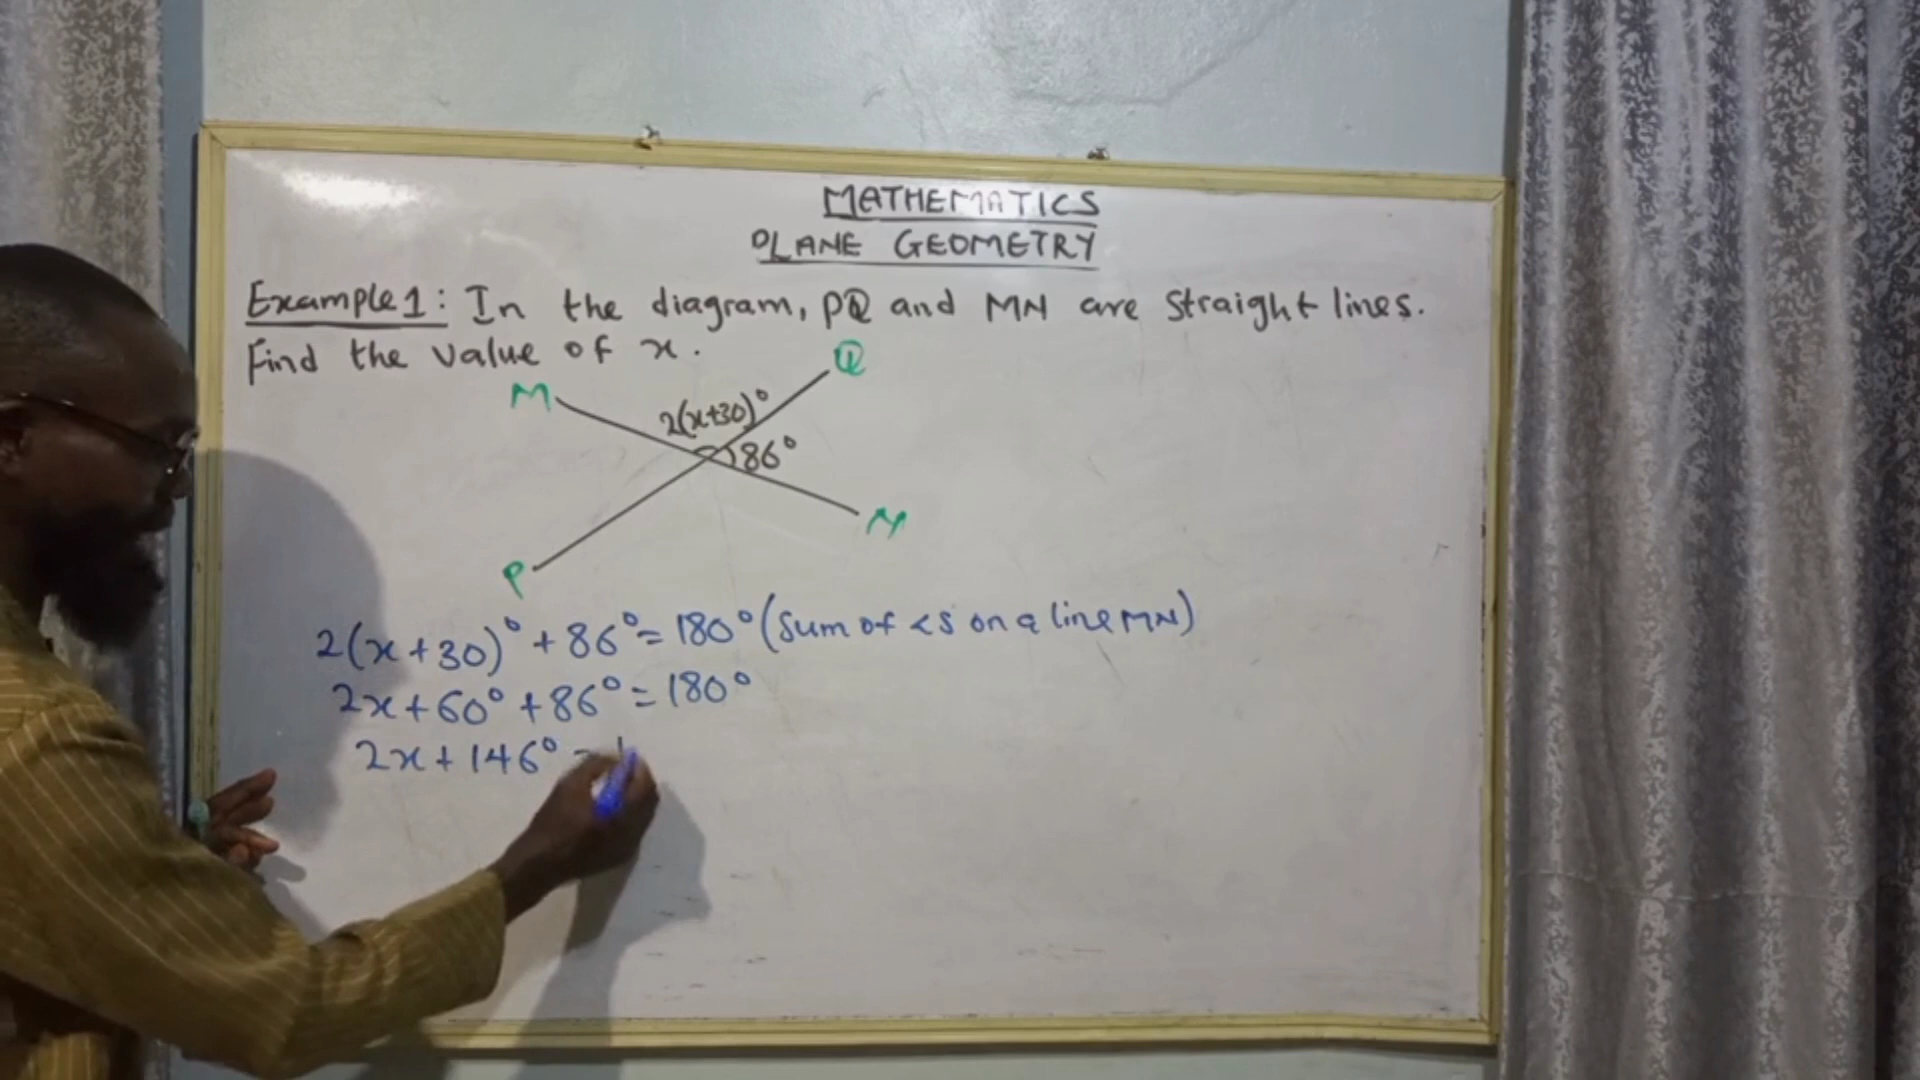 MATHEMATICS
PLANE GEOMETRY
Example 1: In the diagram, PQ and MN are straight lines.
Find the value of x.
Q
M
2(x+30)°
86°
N
P
2(x+30)° + 86° = 180° (Sum of <s on a line MN)
2x + 60° + 86° = 180°
2x + 146° = 1